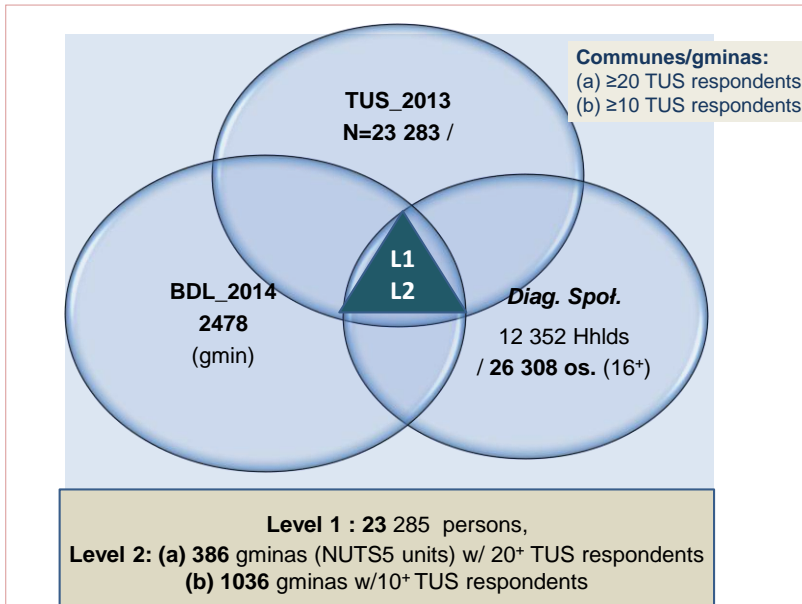 Communes/gminas:
(a) ≥20 TUS respondents
(b) ≥10 TUS respondents
TUS_2013
N=23 283 /
L1
L2
BDL_2014
2478
(gmin)
Diag. Społ.
12 352 Hhlds
/ 26 308 os. (16⁺)
Level 1 : 23 285 persons,
Level 2: (a) 386 gminas (NUTS5 units) w/ 20⁺ TUS respondents
(b) 1036 gminas w/10⁺ TUS respondents